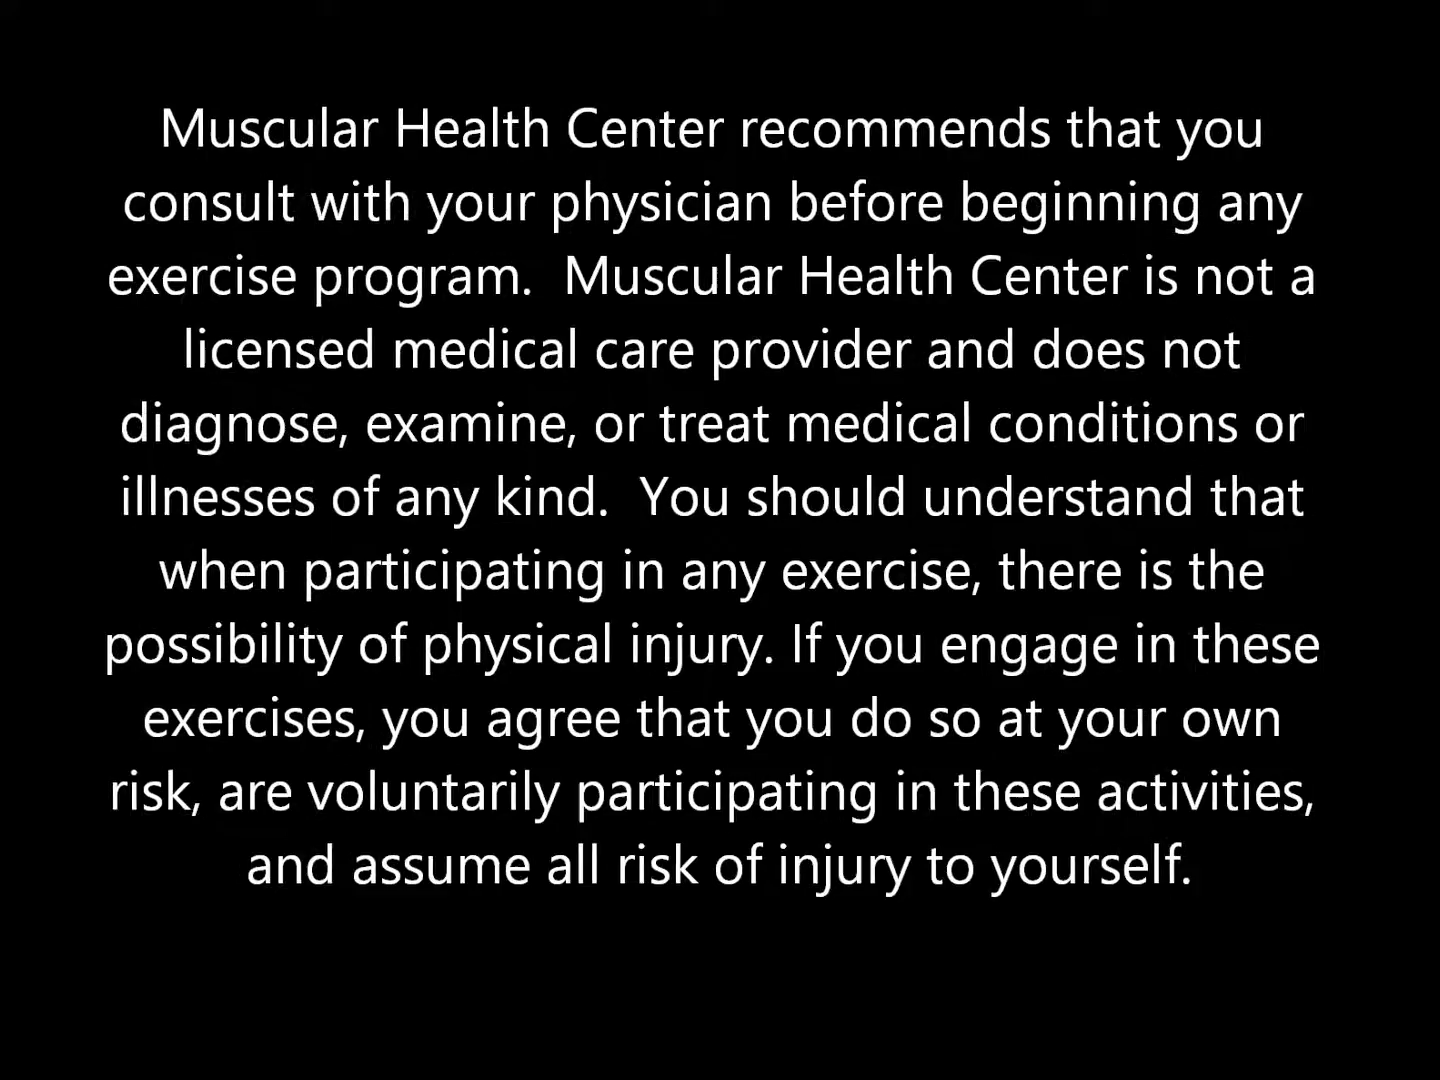 Muscular Health Center recommends that you
consult with your physician before beginning any
exercise program.  Muscular Health Center is not a
licensed medical care provider and does not
diagnose, examine, or treat medical conditions or
illnesses of any kind.  You should understand that
when participating in any exercise, there is the
possibility of physical injury. If you engage in these
exercises, you agree that you do so at your own
risk, are voluntarily participating in these activities,
and assume all risk of injury to yourself.